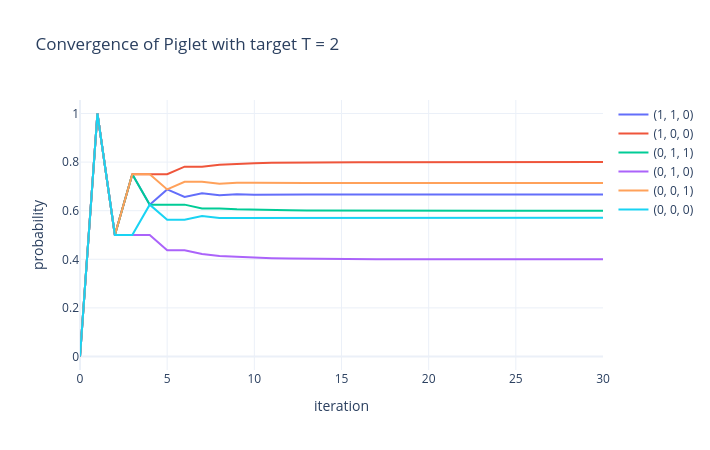 Convergence of Piglet with target T = 2
probability
1
0.8
0.6
0.4
0.2
0
0 5 10 15 20 25 30
iteration
(1, 1, 0)
(1, 0, 0)
(0, 1, 1)
(0, 1, 0)
(0, 0, 1)
(0, 0, 0)